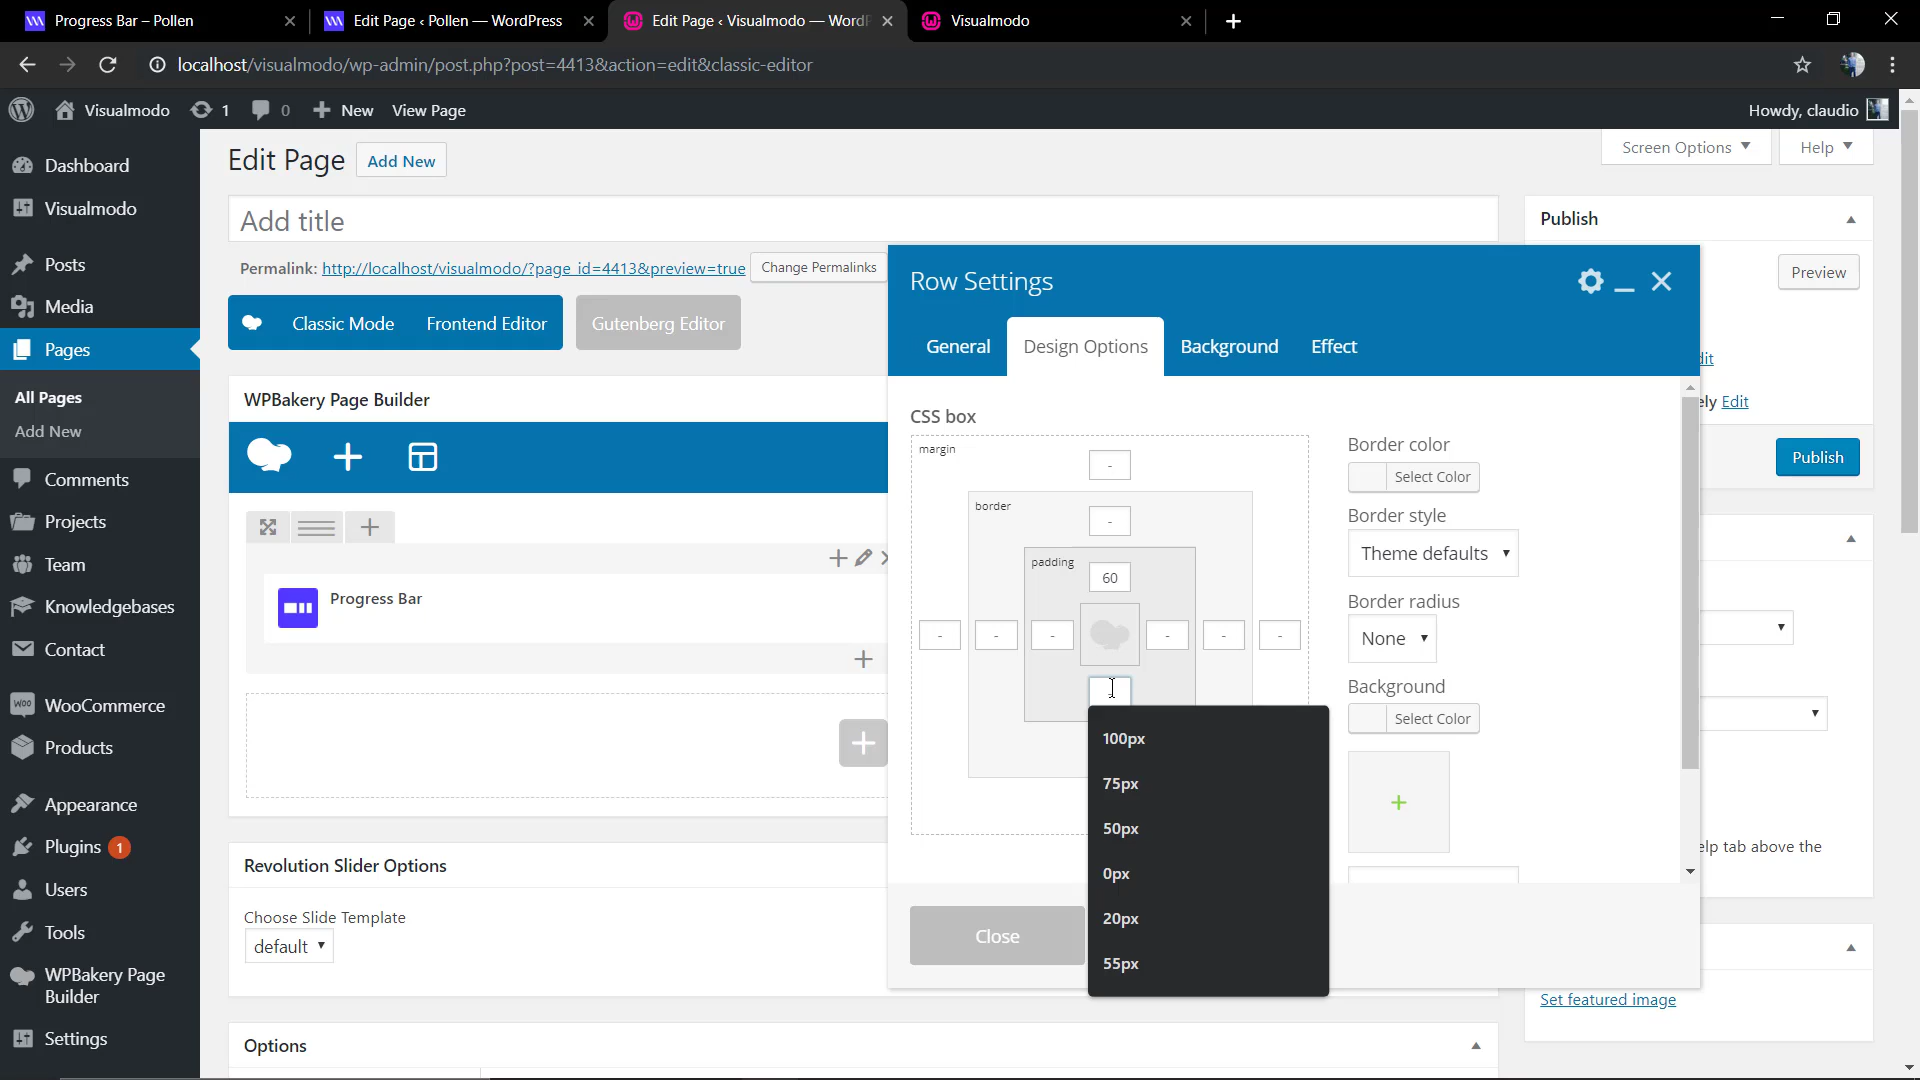 Progress Bar – Pollen
Edit Page ‹ Pollen — WordPress
Edit Page ‹ Visualmodo — WordP
Visualmodo
localhost/visualmodo/wp-admin/post.php?post=4413&action=edit&classic-editor
Visualmodo 1 0 New View Page
Howdy, claudio
Dashboard
Visualmodo
Posts
Media
Pages
All Pages
Add New
Comments
Projects
Team
Knowledgebases
Contact
WooCommerce
Products
Appearance
Plugins 1
Users
Tools
WPBakery Page
Builder
Settings
Edit Page Add New
Screen Options Help
Add title
Permalink: http://localhost/visualmodo/?page_id=4413&preview=true Change Permalinks
Classic Mode Frontend Editor Gutenberg Editor
WPBakery Page Builder
Progress Bar
Revolution Slider Options
Choose Slide Template
default
Options
Row Settings
General Design Options Background Effect
CSS box
margin
-
border
-
padding
60
- - - - - -
100px
75px
50px
0px
20px
55px
Close
Border color
Select Color
Border style
Theme defaults
Border radius
None
Background
Select Color
Publish
Preview
dit
ely Edit
Publish
elp tab above the
Set featured image